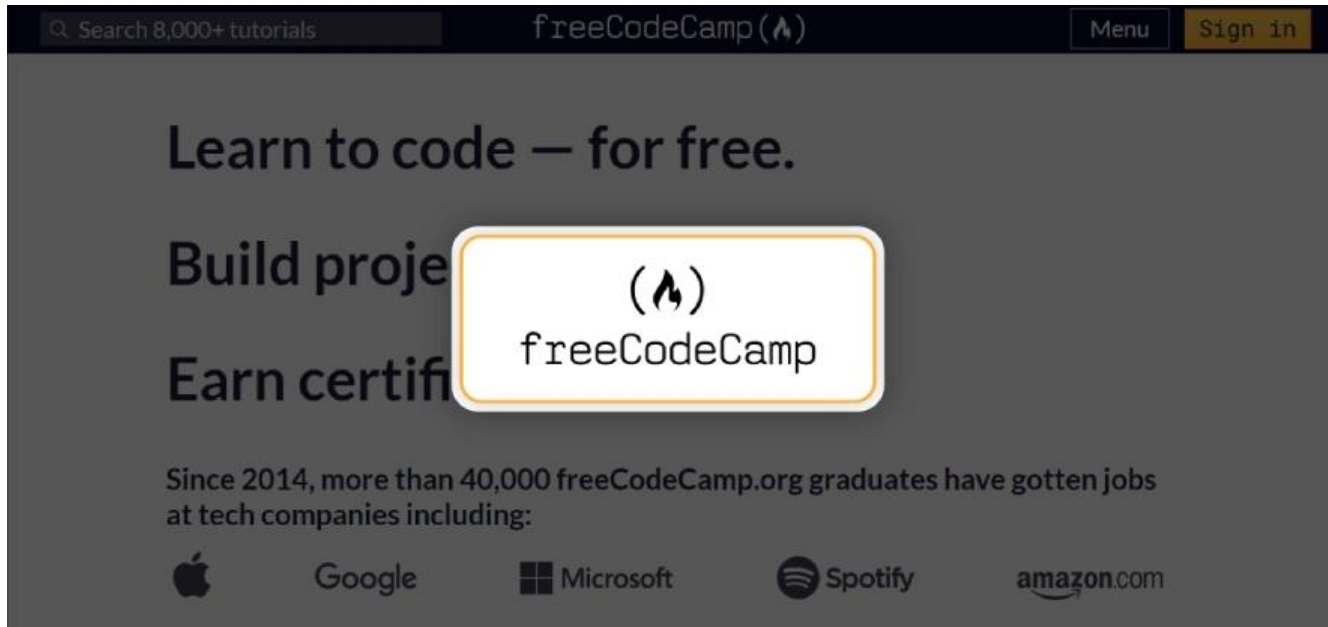 Search 8,000+ tutorials
freeCodeCamp(🔥)
Menu
Sign in
Learn to code — for free.
Build proje
Earn certifi
(🔥)
freeCodeCamp
Since 2014, more than 40,000 freeCodeCamp.org graduates have gotten jobs
at tech companies including:
Google
Microsoft
Spotify
amazon.com